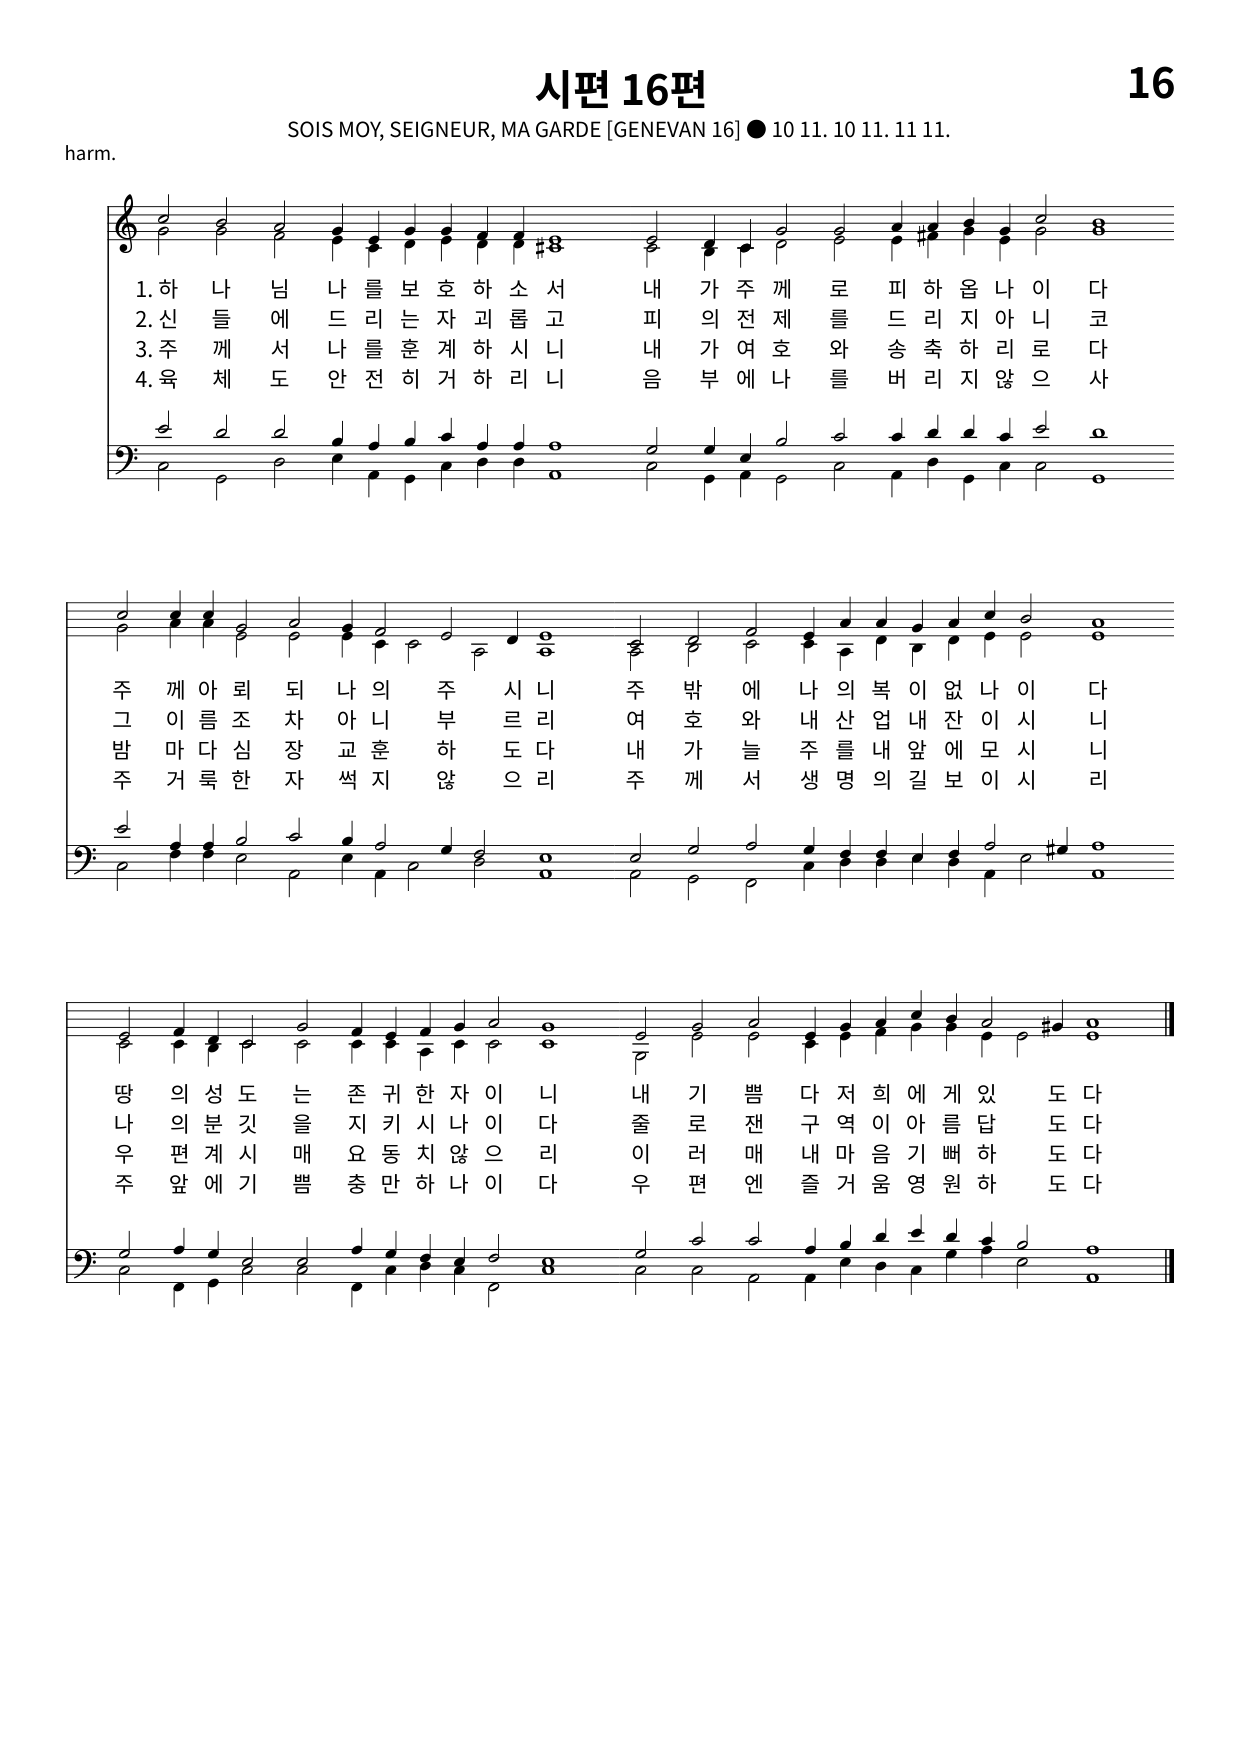 시편 16편
16
SOIS MOY, SEIGNEUR, MA GARDE [GENEVAN 16] ● 10 11. 10 11. 11 11.
harm.
1. 하 나 님 나 를 보 호 하 소 서 내 가 주 께 로 피 하 옵 나 이 다
2. 신 들 에 드 리 는 자 괴 롭 고 피 의 전 제 를 드 리 지 아 니 코
3. 주 께 서 나 를 훈 계 하 시 니 내 가 여 호 와 송 축 하 리 로 다
4. 육 체 도 안 전 히 거 하 리 니 음 부 에 나 를 버 리 지 않 으 사
주 께 아 뢰 되 나 의 주 시 니 주 밖 에 나 의 복 이 없 나 이 다
그 이 름 조 차 아 니 부 르 리 여 호 와 내 산 업 내 잔 이 시 니
밤 마 다 심 장 교 훈 하 도 다 내 가 늘 주 를 내 앞 에 모 시 니
주 거 룩 한 자 썩 지 않 으 리 주 께 서 생 명 의 길 보 이 시 리
땅 의 성 도 는 존 귀 한 자 이 니 내 기 쁨 다 저 희 에 게 있 도 다
나 의 분 깃 을 지 키 시 나 이 다 줄 로 잰 구 역 이 아 름 답 도 다
우 편 계 시 매 요 동 치 않 으 리 이 러 매 내 마 음 기 뻐 하 도 다
주 앞 에 기 쁨 충 만 하 나 이 다 우 편 엔 즐 거 움 영 원 하 도 다